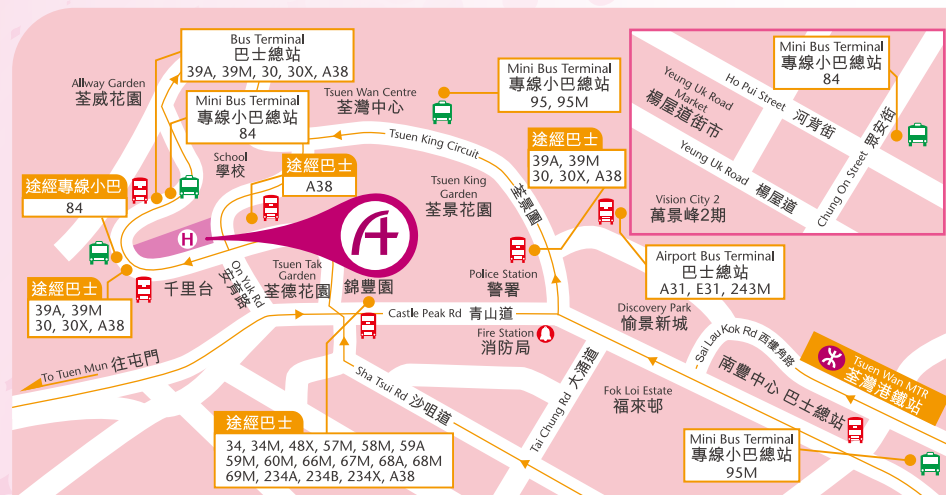 Bus Terminal
巴士總站
39A, 39M, 30, 30X, A38
Allway Garden
荃威花園
Mini Bus Terminal
專線小巴總站
84
Tsuen Wan Centre
荃灣中心
Mini Bus Terminal
專線小巴總站
95, 95M
Mini Bus Terminal
專線小巴總站
84
Yeung Uk Road
Market
楊屋道街市
Ho Pui Street 河背街
Yeung Uk Road 楊屋道
Chung On Street 眾安街
Vision City 2
萬景峰2期
School
學校
途經巴士
A38
Tsuen King Circuit
荃景圍
途經巴士
39A, 39M
30, 30X, A38
Tsuen King
Garden
荃景花園
途經專線小巴
84
H
途經巴士
39A, 39M
30, 30X, A38
千里台
On Yuk Rd
安育路
Tsuen Tak
Garden
荃德花園
錦豐園
Police Station
警署
Airport Bus Terminal
巴士總站
A31, E31, 243M
Castle Peak Rd 青山道
Fire Station
消防局
Discovery Park
愉景新城
Sai Lau Kok Rd 西樓角路
Tsuen Wan MTR
荃灣港鐵站
To Tuen Mun 往屯門
Sha Tsui Rd 沙咀道
Tai Chung Rd 大涌道
Fok Loi Estate
福來邨
南豐中心 巴士總站
途經巴士
34, 34M, 48X, 57M, 58M, 59A
59M, 60M, 66M, 67M, 68A, 68M
69M, 234A, 234B, 234X, A38
Mini Bus Terminal
專線小巴總站
95M